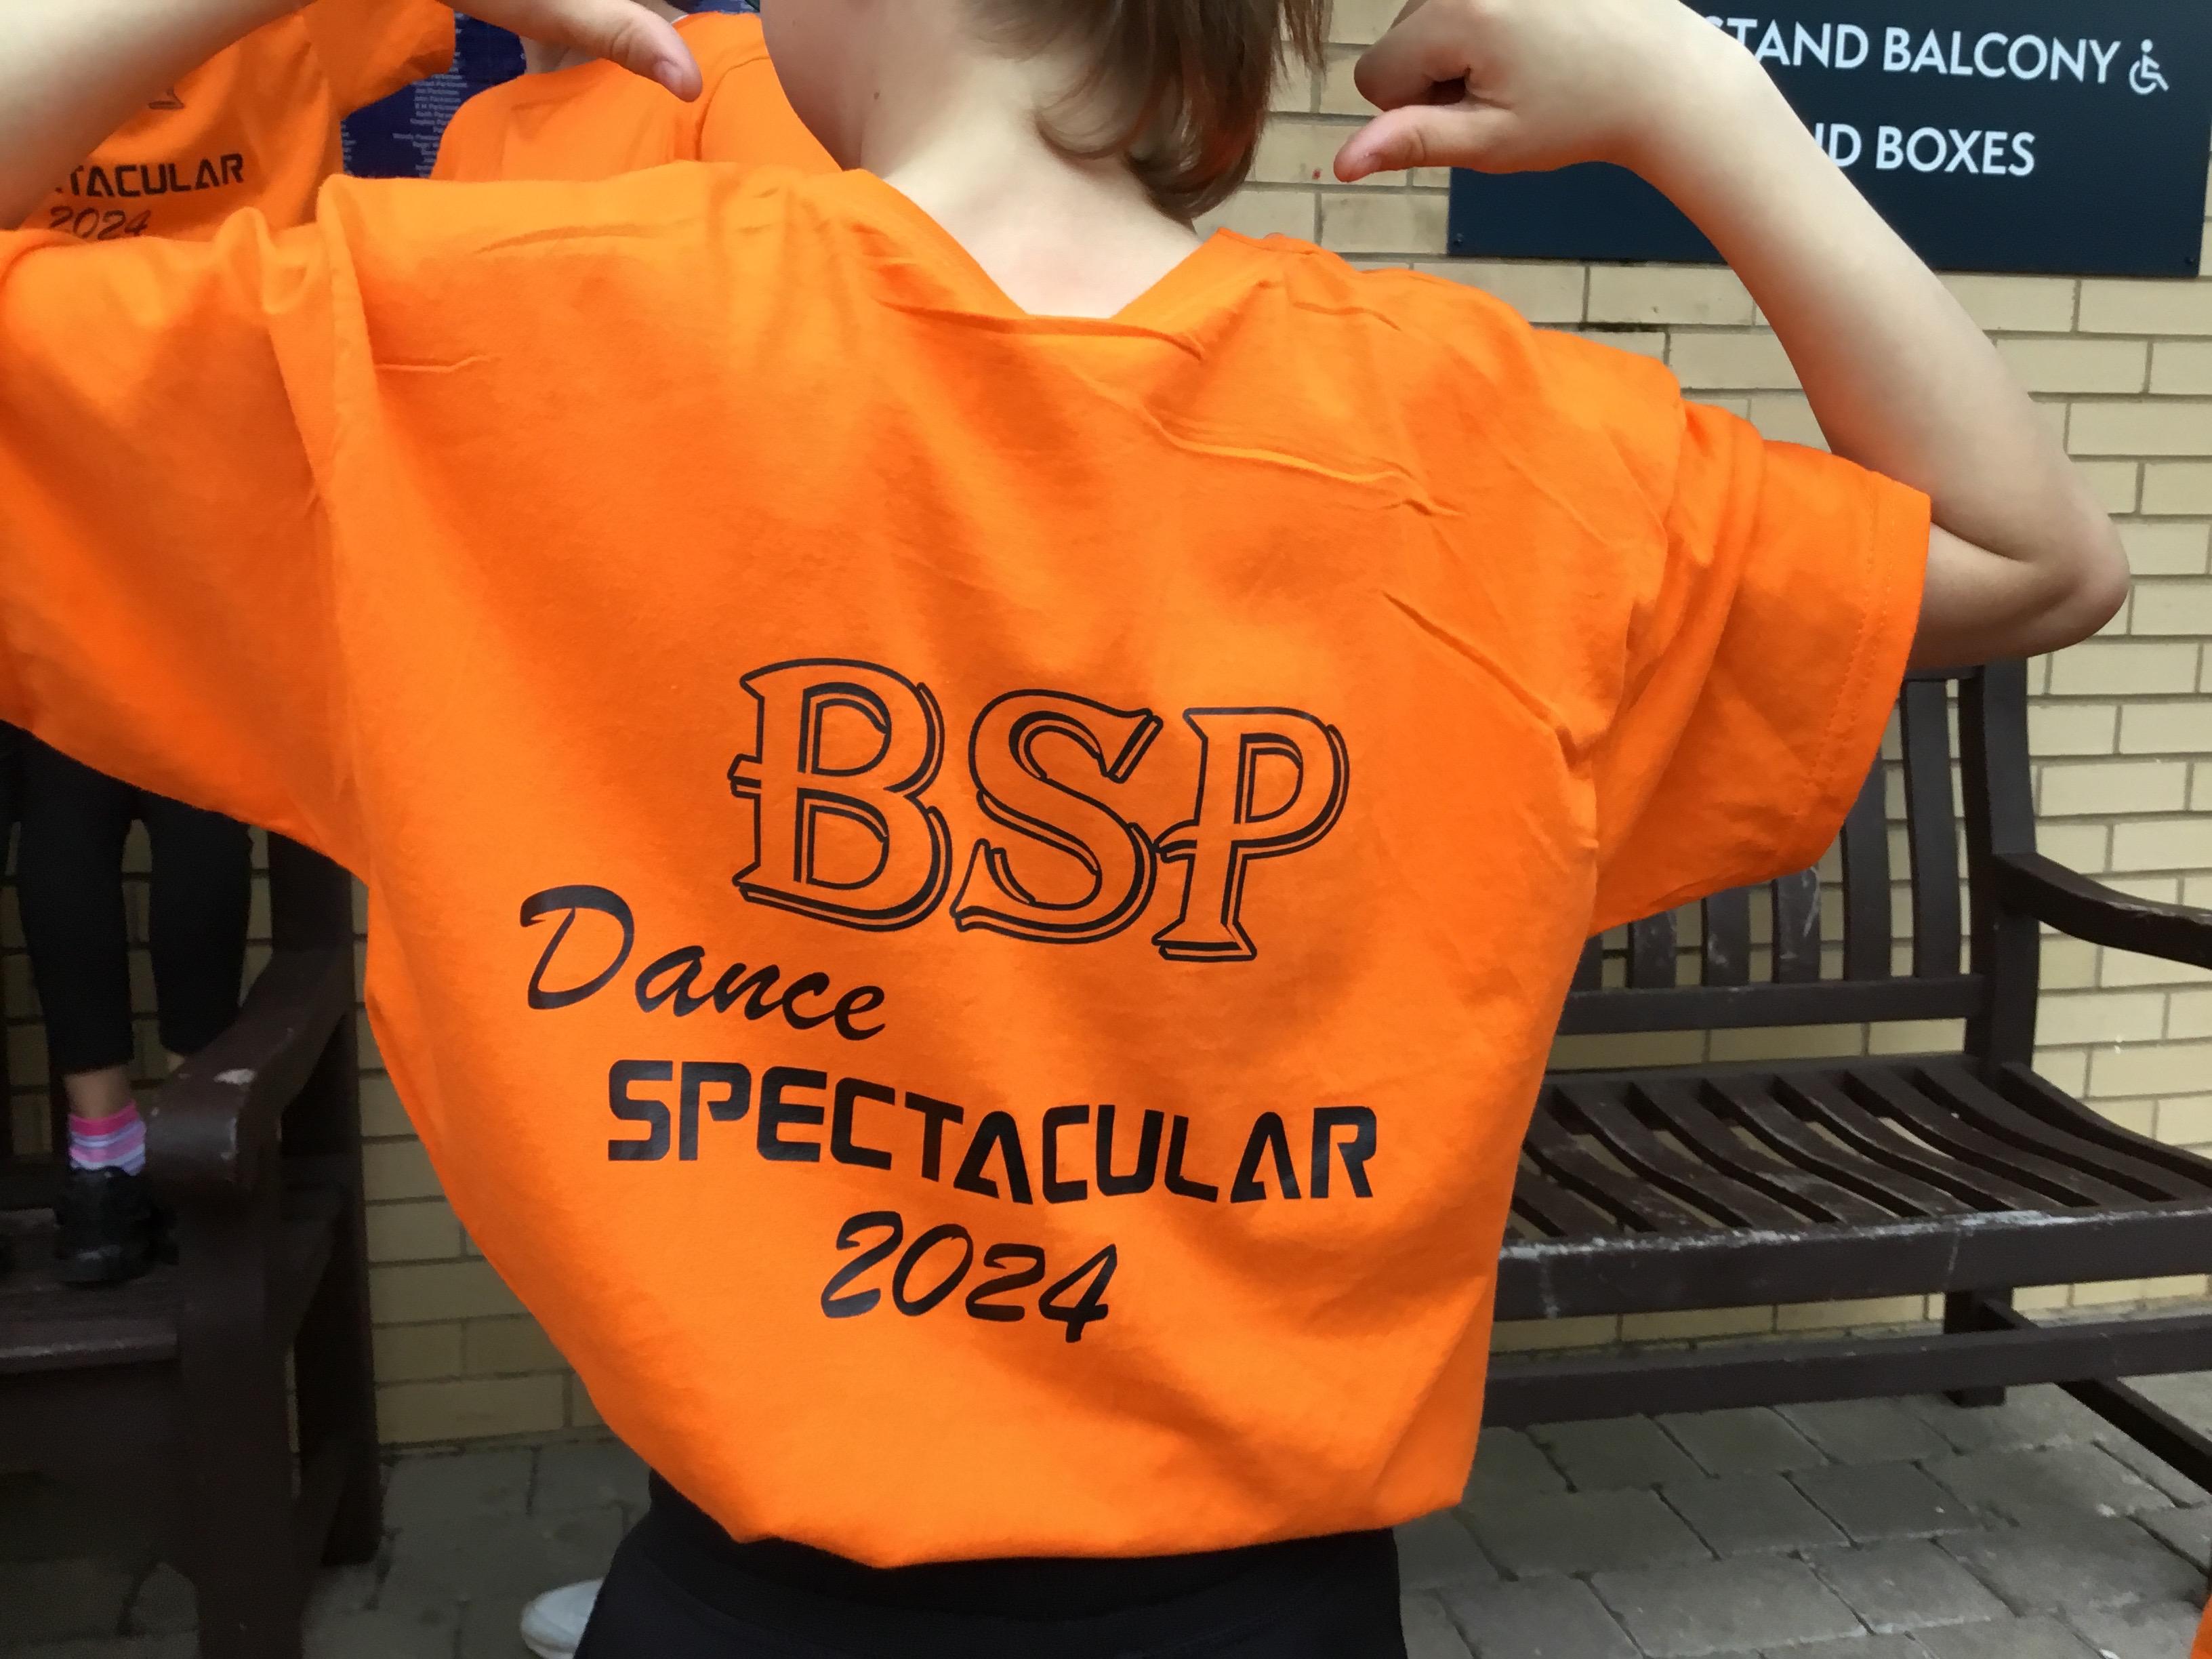 STAND BALCONY
BOXES
TACULAR
2024
BSP
Dance
SPECTACULAR
2024